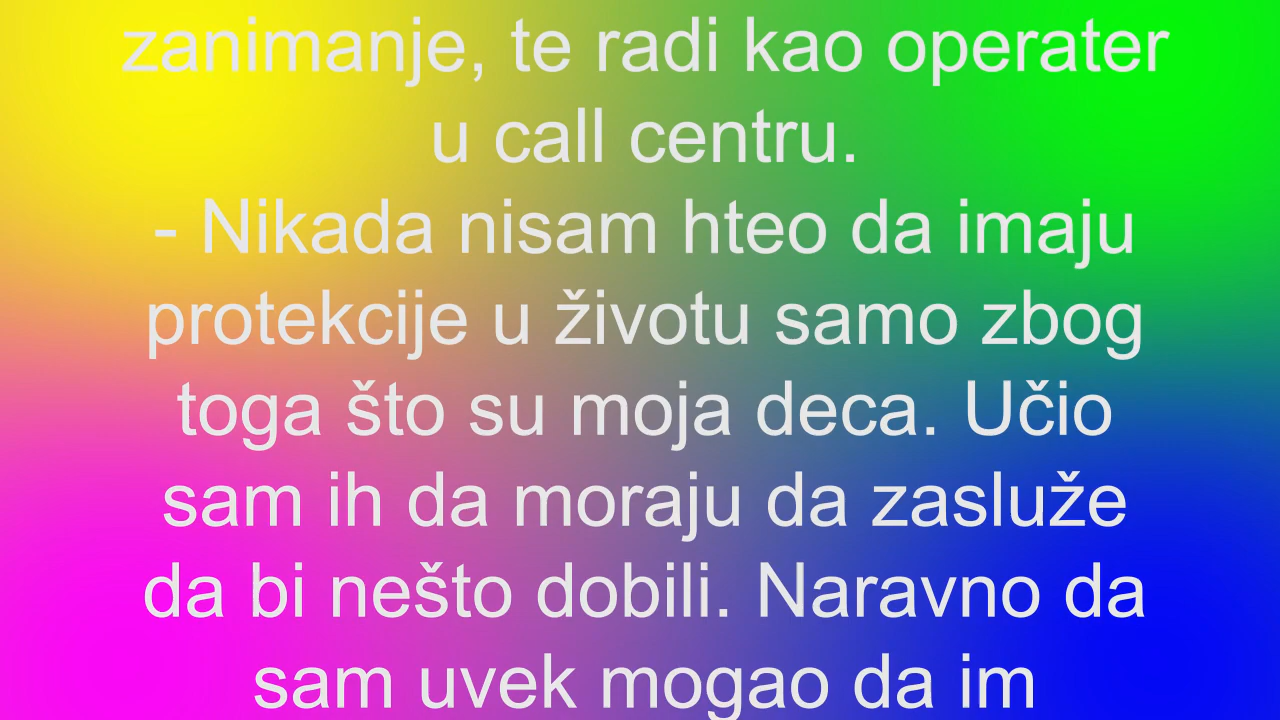 zanimanje, te radi kao operater
u call centru.
- Nikada nisam hteo da imaju
protekcije u životu samo zbog
toga što su moja deca. Učio
sam ih da moraju da zasluže
da bi nešto dobili. Naravno da
sam uvek mogao da im